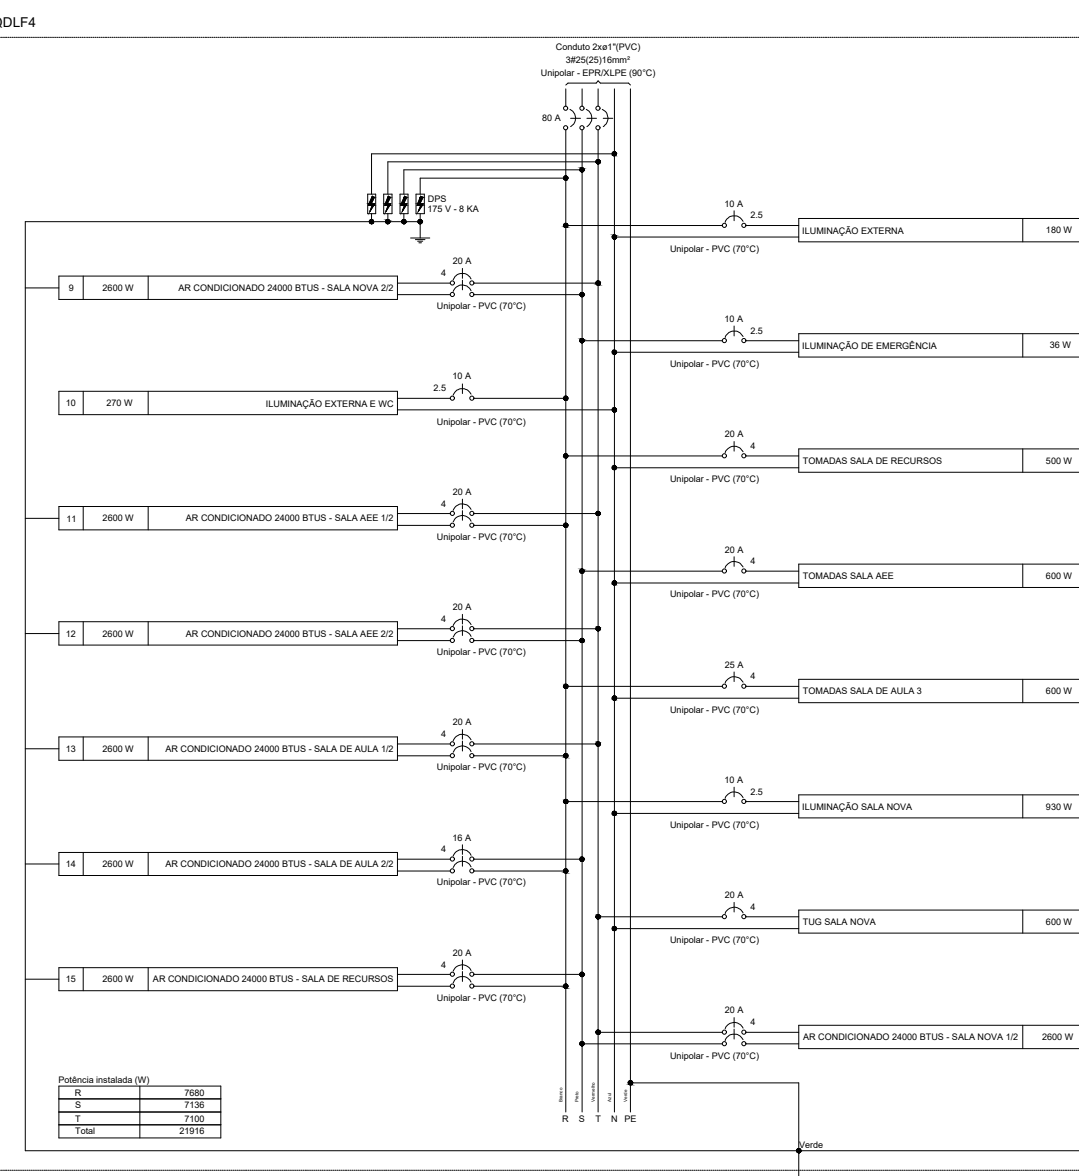 QDLF4
Conduto 2xø1"(PVC)
3#25(25)16mm²
Unipolar - EPR/XLPE (90°C)
80 A
DPS
175 V - 8 KA
10 A
2.5
ILUMINAÇÃO EXTERNA 180 W
Unipolar - PVC (70°C)
20 A
4
9 2600 W AR CONDICIONADO 24000 BTUS - SALA NOVA 2/2
Unipolar - PVC (70°C)
10 A
2.5
ILUMINAÇÃO DE EMERGÊNCIA 36 W
Unipolar - PVC (70°C)
10 A
2.5
10 270 W ILUMINAÇÃO EXTERNA E WC
Unipolar - PVC (70°C)
20 A
4
TOMADAS SALA DE RECURSOS 500 W
Unipolar - PVC (70°C)
20 A
4
11 2600 W AR CONDICIONADO 24000 BTUS - SALA AEE 1/2
Unipolar - PVC (70°C)
20 A
4
TOMADAS SALA AEE 600 W
Unipolar - PVC (70°C)
20 A
4
12 2600 W AR CONDICIONADO 24000 BTUS - SALA AEE 2/2
Unipolar - PVC (70°C)
25 A
4
TOMADAS SALA DE AULA 3 600 W
Unipolar - PVC (70°C)
20 A
4
13 2600 W AR CONDICIONADO 24000 BTUS - SALA DE AULA 1/2
Unipolar - PVC (70°C)
10 A
2.5
ILUMINAÇÃO SALA NOVA 930 W
Unipolar - PVC (70°C)
16 A
4
14 2600 W AR CONDICIONADO 24000 BTUS - SALA DE AULA 2/2
Unipolar - PVC (70°C)
20 A
4
TUG SALA NOVA 600 W
Unipolar - PVC (70°C)
20 A
4
15 2600 W AR CONDICIONADO 24000 BTUS - SALA DE RECURSOS
Unipolar - PVC (70°C)
20 A
4
AR CONDICIONADO 24000 BTUS - SALA NOVA 1/2 2600 W
Unipolar - PVC (70°C)
Potência instalada (W)
R 7680
S 7136
T 7100
Total 21916
Branco Preto Vermelho Azul Verde
R S T N PE
Verde